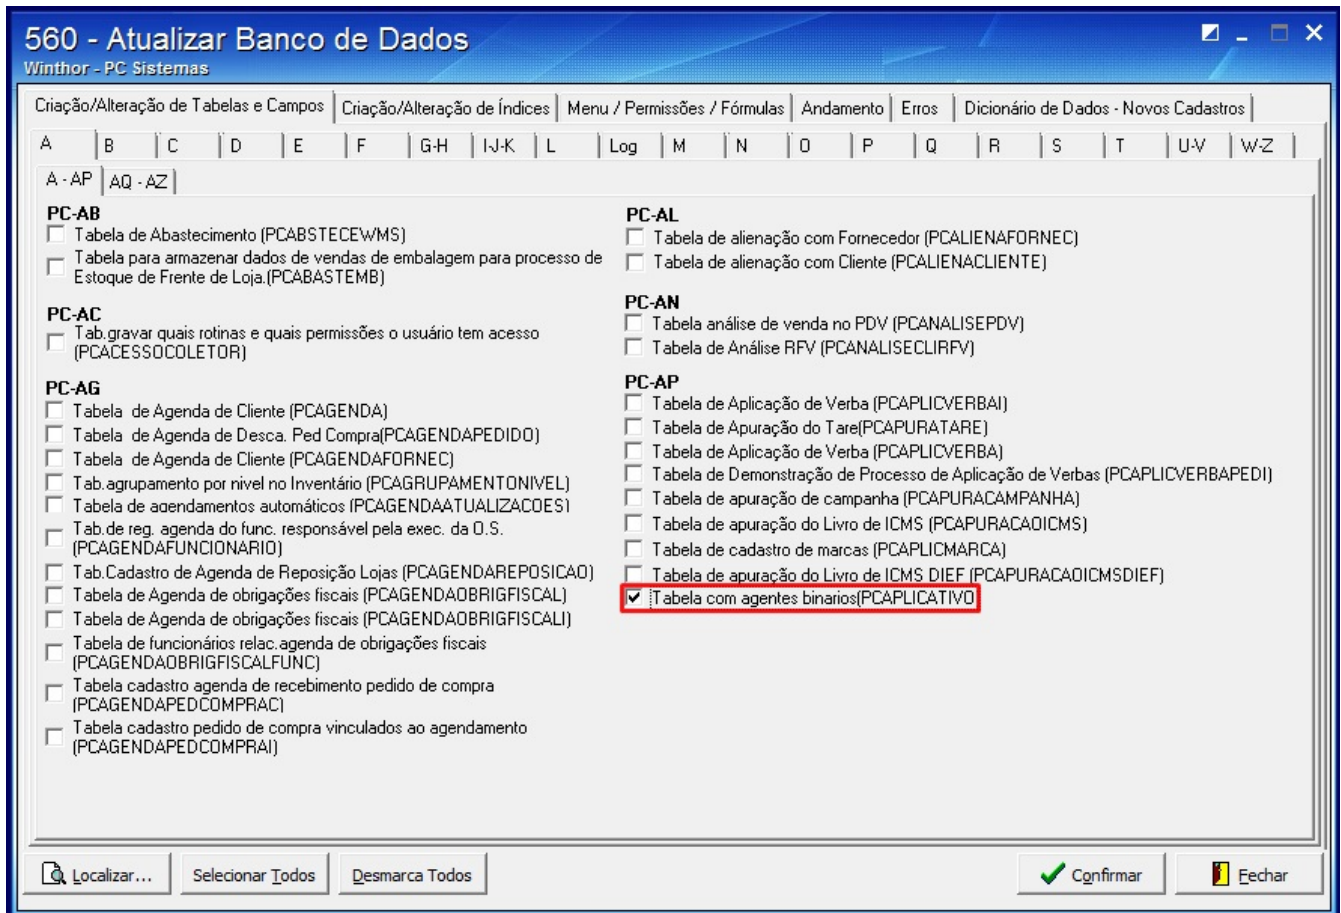 560 - Atualizar Banco de Dados
Winthor - PC Sistemas
Criação/Alteração de Tabelas e Campos
Criação/Alteração de Índices
Menu / Permissões / Fórmulas
Andamento
Erros
Dicionário de Dados - Novos Cadastros
A
B
C
D
E
F
G-H
I-J-K
L
Log
M
N
O
P
Q
R
S
T
U-V
W-Z
A - AP
AQ - AZ
PC-AB
Tabela de Abastecimento (PCABSTECEWMS)
Tabela para armazenar dados de vendas de embalagem para processo de
Estoque de Frente de Loja.(PCABASTEMB)
PC-AC
Tab.gravar quais rotinas e quais permissões o usuário tem acesso
(PCACESSOCOLETOR)
PC-AG
Tabela de Agenda de Cliente (PCAGENDA)
Tabela de Agenda de Desca. Ped Compra(PCAGENDAPEDIDO)
Tabela de Agenda de Cliente (PCAGENDAFORNEC)
Tab.agrupamento por nivel no Inventário (PCAGRUPAMENTONIVEL)
Tabela de agendamentos automáticos (PCAGENDAATUALIZACOES)
Tab.de reg. agenda do func. responsável pela exec. da O.S.
(PCAGENDAFUNCIONARIO)
Tab.Cadastro de Agenda de Reposição Lojas (PCAGENDAREPOSICAO)
Tabela de Agenda de obrigações fiscais (PCAGENDAOBRIGFISCAL)
Tabela de Agenda de obrigações fiscais (PCAGENDAOBRIGFISCALI)
Tabela de funcionários relac.agenda de obrigações fiscais
(PCAGENDAOBRIGFISCALFUNC)
Tabela cadastro agenda de recebimento pedido de compra
(PCAGENDAPEDCOMPRAC)
Tabela cadastro pedido de compra vinculados ao agendamento
(PCAGENDAPEDCOMPRAI)
PC-AL
Tabela de alienação com Fornecedor (PCALIENAFORNEC)
Tabela de alienação com Cliente (PCALIENACLIENTE)
PC-AN
Tabela análise de venda no PDV (PCANALISEPDV)
Tabela de Análise RFV (PCANALISECLIRFV)
PC-AP
Tabela de Aplicação de Verba (PCAPLICVERBAI)
Tabela de Apuração do Tare(PCAPURATARE)
Tabela de Aplicação de Verba (PCAPLICVERBA)
Tabela de Demonstração de Processo de Aplicação de Verbas (PCAPLICVERBAPEDI)
Tabela de apuração de campanha (PCAPURACAMPANHA)
Tabela de apuração do Livro de ICMS (PCAPURACAOICMS)
Tabela de cadastro de marcas (PCAPLICMARCA)
Tabela de apuração do Livro de ICMS DIEF (PCAPURACAOICMSDIEF)
Tabela com agentes binarios(PCAPLICATIVO
Localizar...
Selecionar Todos
Desmarca Todos
Confirmar
Fechar